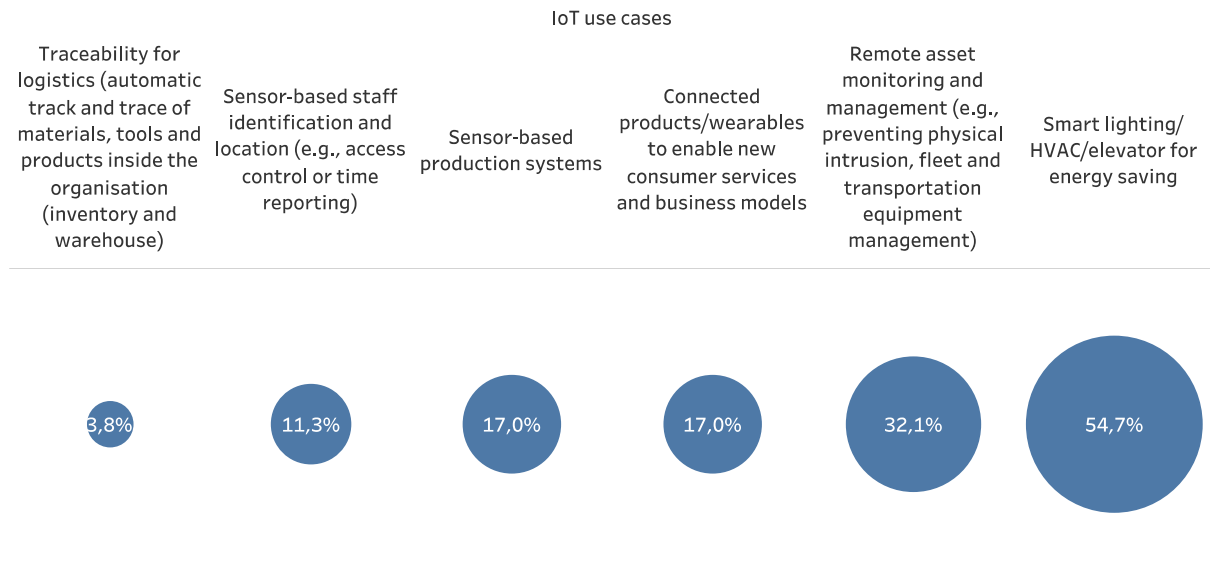 IoT use cases
Traceability for
logistics (automatic
track and trace of
materials, tools and
products inside the
organisation
(inventory and
warehouse)
Sensor-based staff
identification and
location (e.g., access
control or time
reporting)
Sensor-based
production systems
Connected
products/wearables
to enable new
consumer services
and business models
Remote asset
monitoring and
management (e.g.,
preventing physical
intrusion, fleet and
transportation
equipment
management)
Smart lighting/
HVAC/elevator for
energy saving
3,8%
11,3%
17,0%
17,0%
32,1%
54,7%